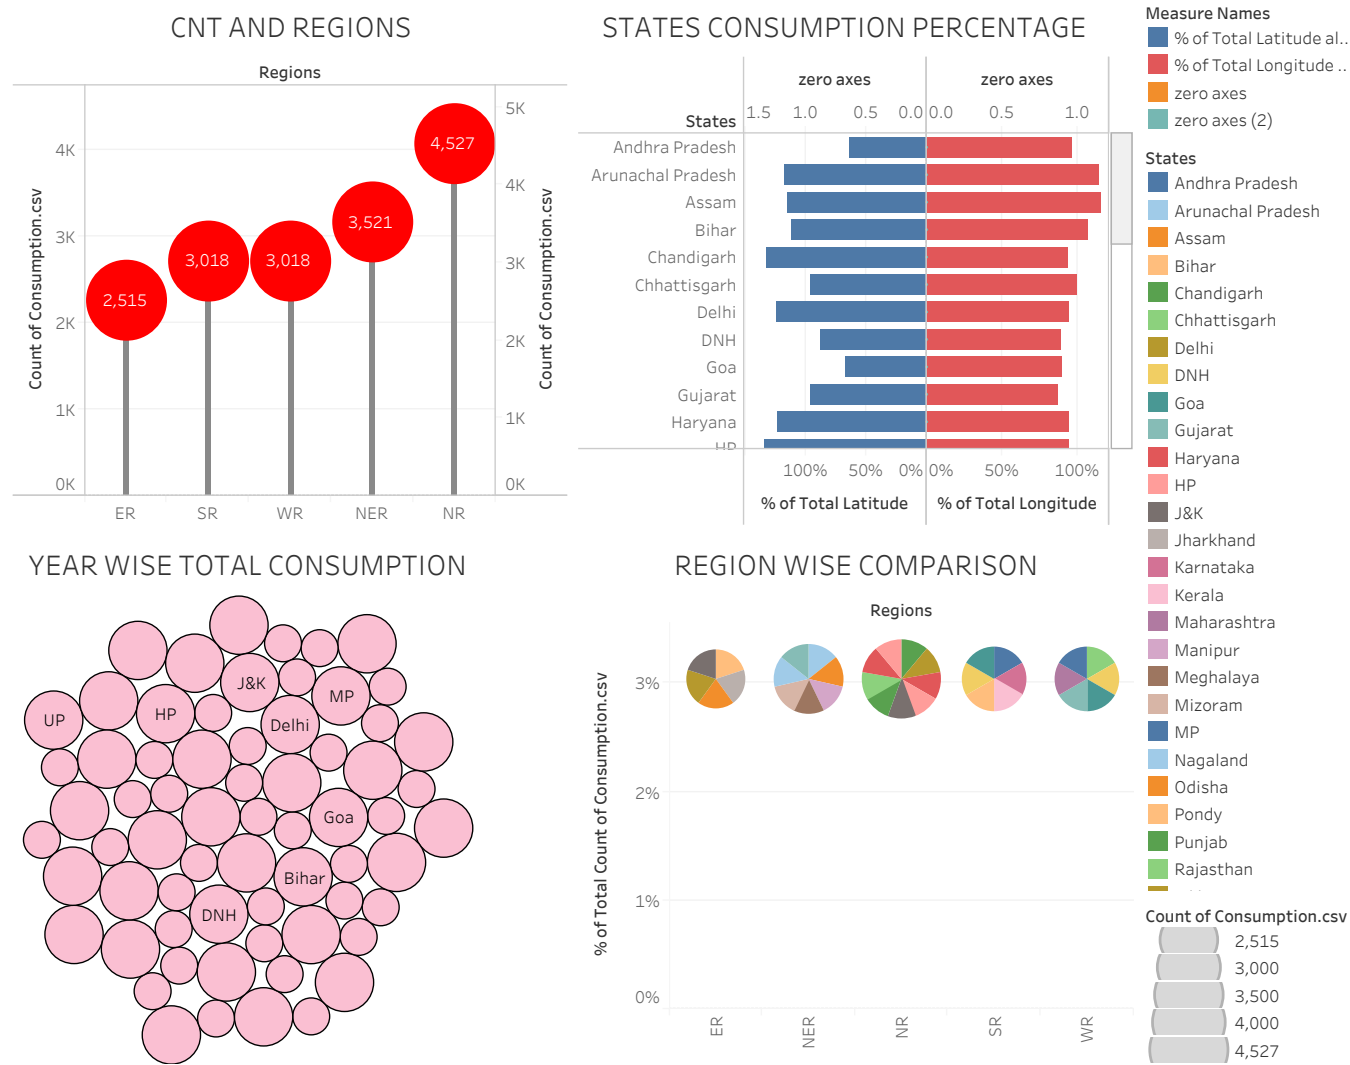 CNT AND REGIONS
Regions
Count of Consumption.csv
4K
3K
2K
1K
0K
2,515
3,018
3,018
3,521
4,527
5K
4K
3K
2K
1K
0K
Count of Consumption.csv
ER
SR
WR
NER
NR
STATES CONSUMPTION PERCENTAGE
zero axes
zero axes
States
1.5
1.0
0.5
0.0
0.0
0.5
1.0
Andhra Pradesh
Arunachal Pradesh
Assam
Bihar
Chandigarh
Chhattisgarh
Delhi
DNH
Goa
Gujarat
Haryana
HP
100%
50%
0%
0%
50%
100%
% of Total Latitude
% of Total Longitude
YEAR WISE TOTAL CONSUMPTION
J&K
MP
UP
HP
Delhi
Goa
Bihar
DNH
REGION WISE COMPARISON
Regions
% of Total Count of Consumption.csv
3%
2%
1%
0%
ER
NER
NR
SR
WR
Measure Names
% of Total Latitude al..
% of Total Longitude ..
zero axes
zero axes (2)
States
Andhra Pradesh
Arunachal Pradesh
Assam
Bihar
Chandigarh
Chhattisgarh
Delhi
DNH
Goa
Gujarat
Haryana
HP
J&K
Jharkhand
Karnataka
Kerala
Maharashtra
Manipur
Meghalaya
Mizoram
MP
Nagaland
Odisha
Pondy
Punjab
Rajasthan
Count of Consumption.csv
2,515
3,000
3,500
4,000
4,527